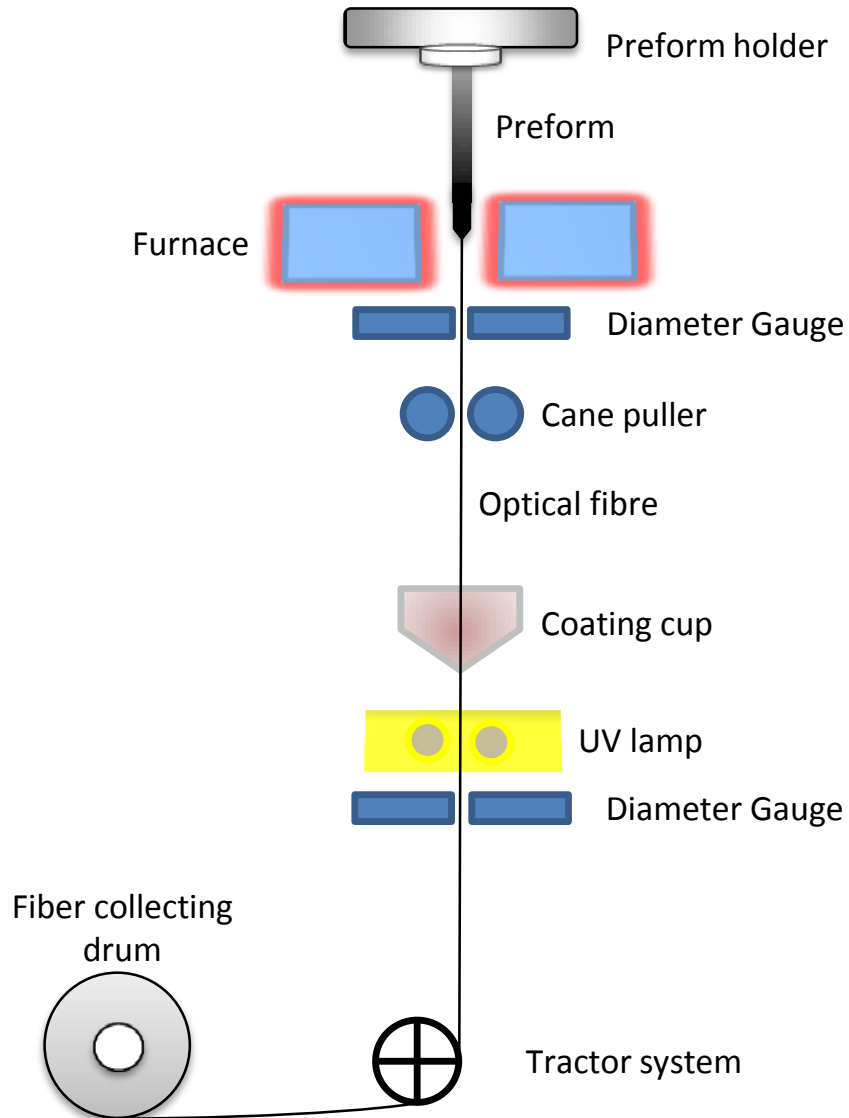 Preform holder
Preform
Furnace
Diameter Gauge
Cane puller
Optical fibre
Coating cup
UV lamp
Diameter Gauge
Fiber collecting
drum
Tractor system